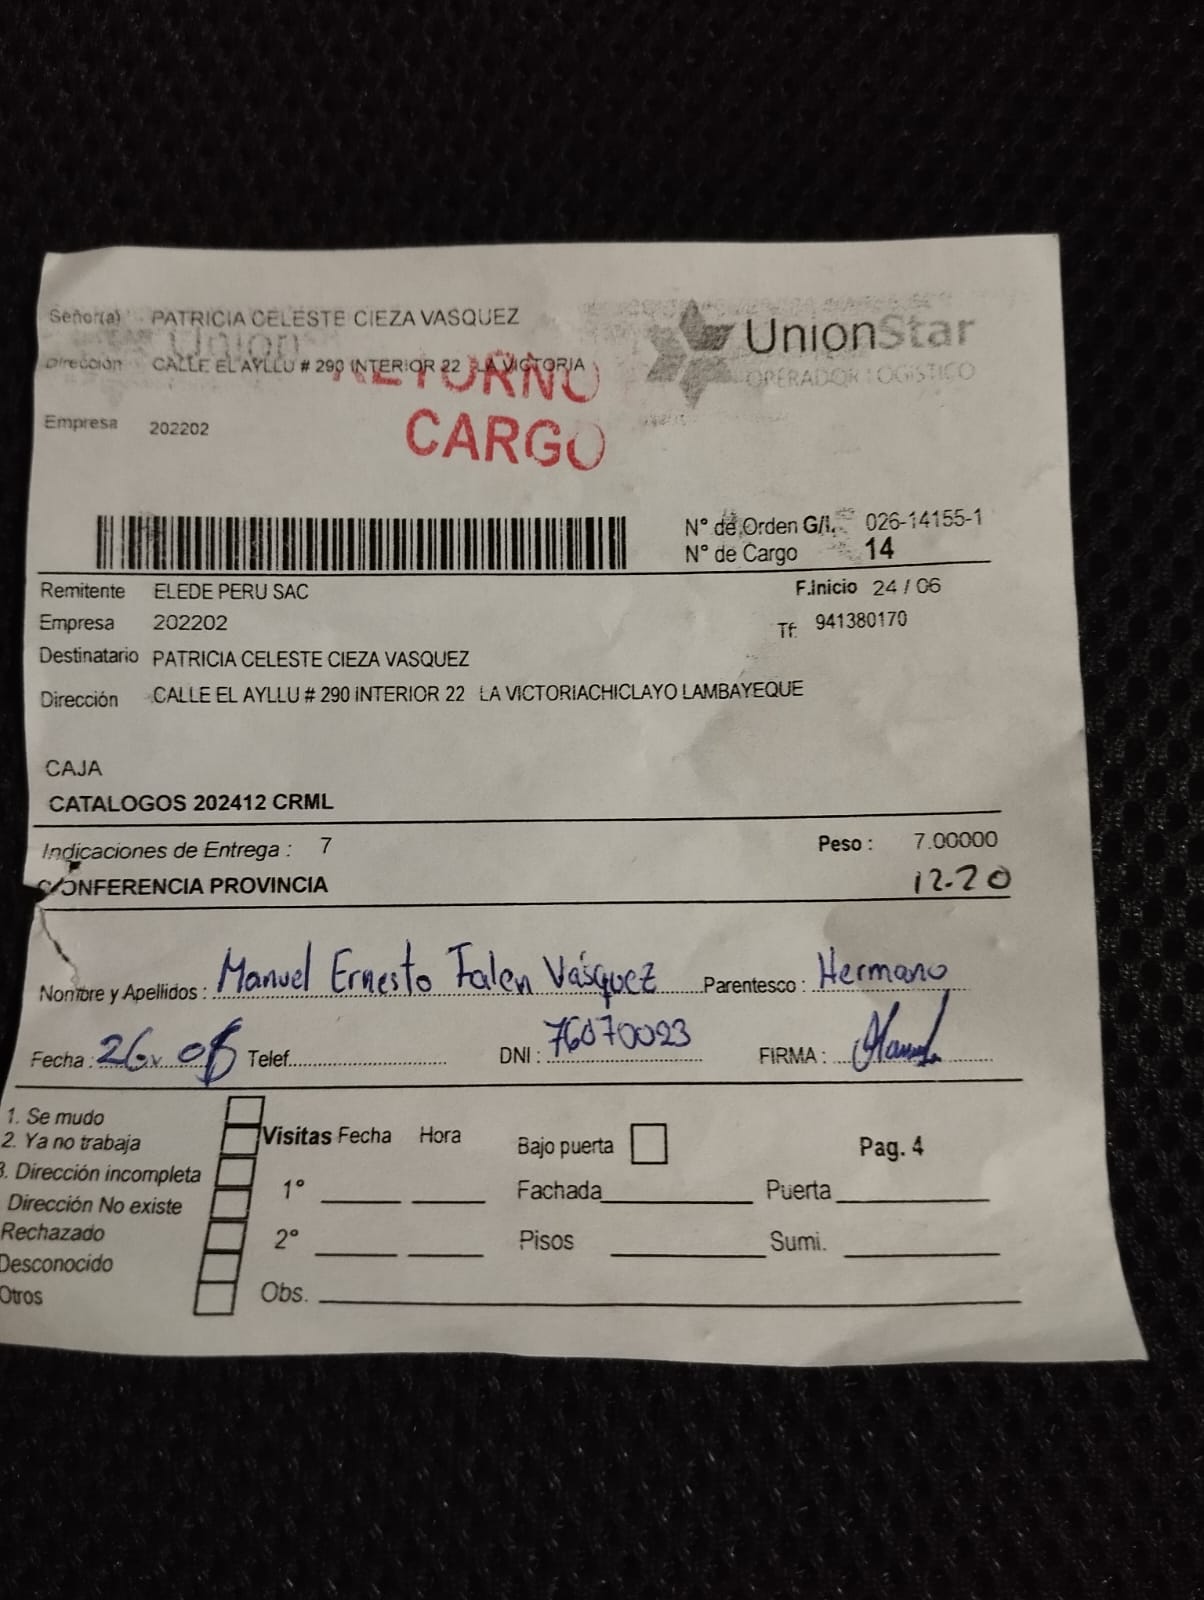 Señor(a) PATRICIA CELESTE CIEZA VASQUEZ
Union
UnionStar
OPERADOR LOGISTICO
Dirección CALLE EL AYLLU # 290 INTERIOR 22 LA VICTORIA
RETORNO
CARGO
Empresa 202202
N° de Orden G/I. 026-14155-1
N° de Cargo 14
Remitente ELEDE PERU SAC F.Inicio 24 / 06
Empresa 202202 Tf: 941380170
Destinatario PATRICIA CELESTE CIEZA VASQUEZ
Dirección CALLE EL AYLLU # 290 INTERIOR 22 LA VICTORIACHICLAYO LAMBAYEQUE
CAJA
CATALOGOS 202412 CRML
Indicaciones de Entrega : 7 Peso : 7.00000
CONFERENCIA PROVINCIA 12.20
Nombre y Apellidos : Manuel Ernesto Falen Vásquez Parentesco : Hermano
Fecha : 26 Telef. DNI : 76070023 FIRMA :
1. Se mudo
2. Ya no trabaja
3. Dirección incompleta
Dirección No existe
Rechazado
Desconocido
Otros
Visitas Fecha Hora Bajo puerta Pag. 4
1° Fachada Puerta
2° Pisos Sumi.
Obs.